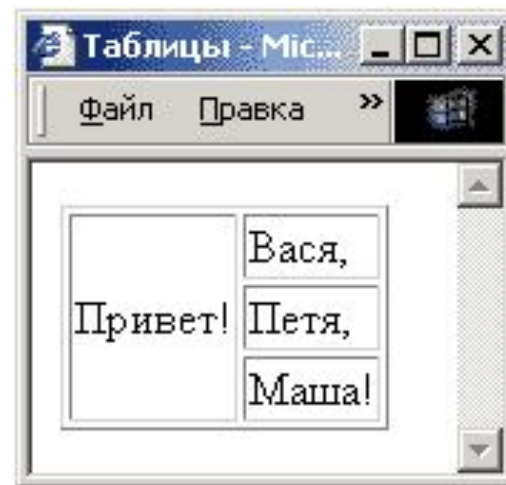 Таблицы - Mic...
Файл Правка »
Привет!
Вася,
Петя,
Маша!